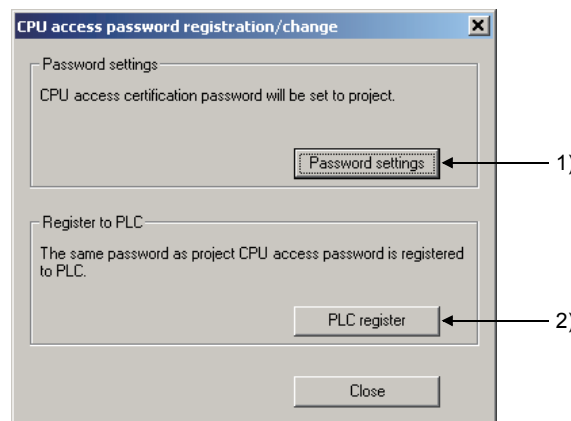 CPU access password registration/change
Password settings
CPU access certification password will be set to project.
Password settings
1)
Register to PLC
The same password as project CPU access password is registered
to PLC.
PLC register
2)
Close